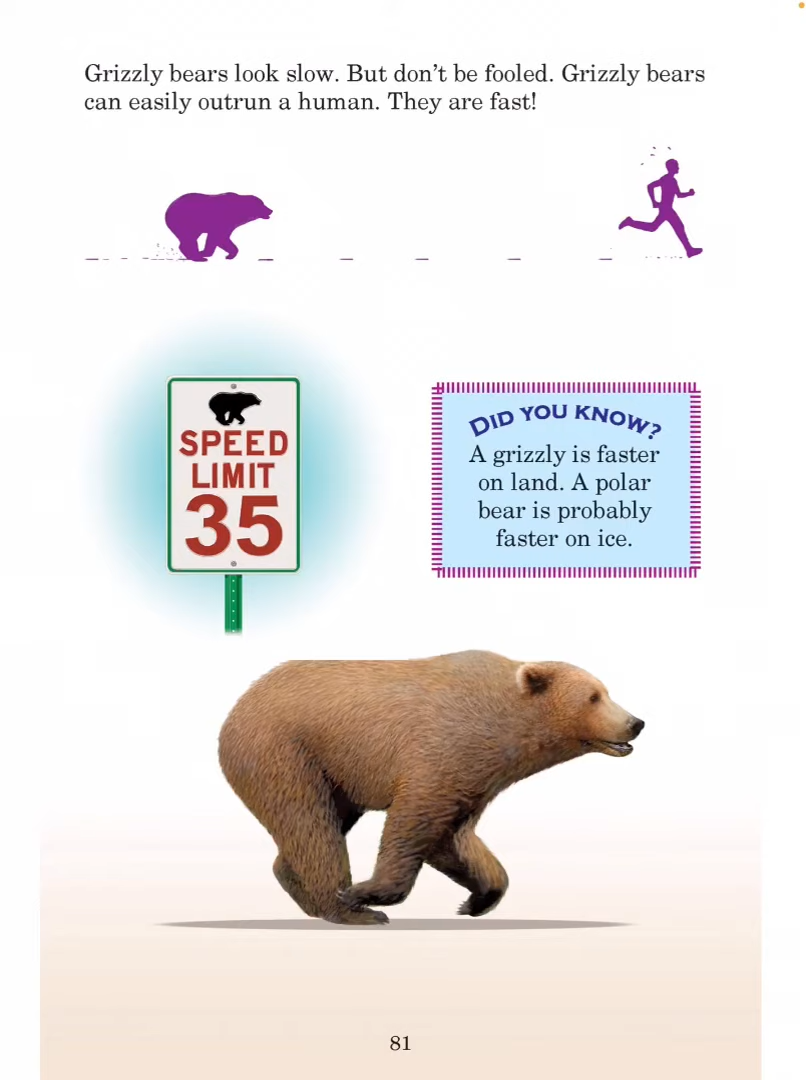 Grizzly bears look slow. But don’t be fooled. Grizzly bears
can easily outrun a human. They are fast!
SPEED
LIMIT
35
DID YOU KNOW?
A grizzly is faster
on land. A polar
bear is probably
faster on ice.
81